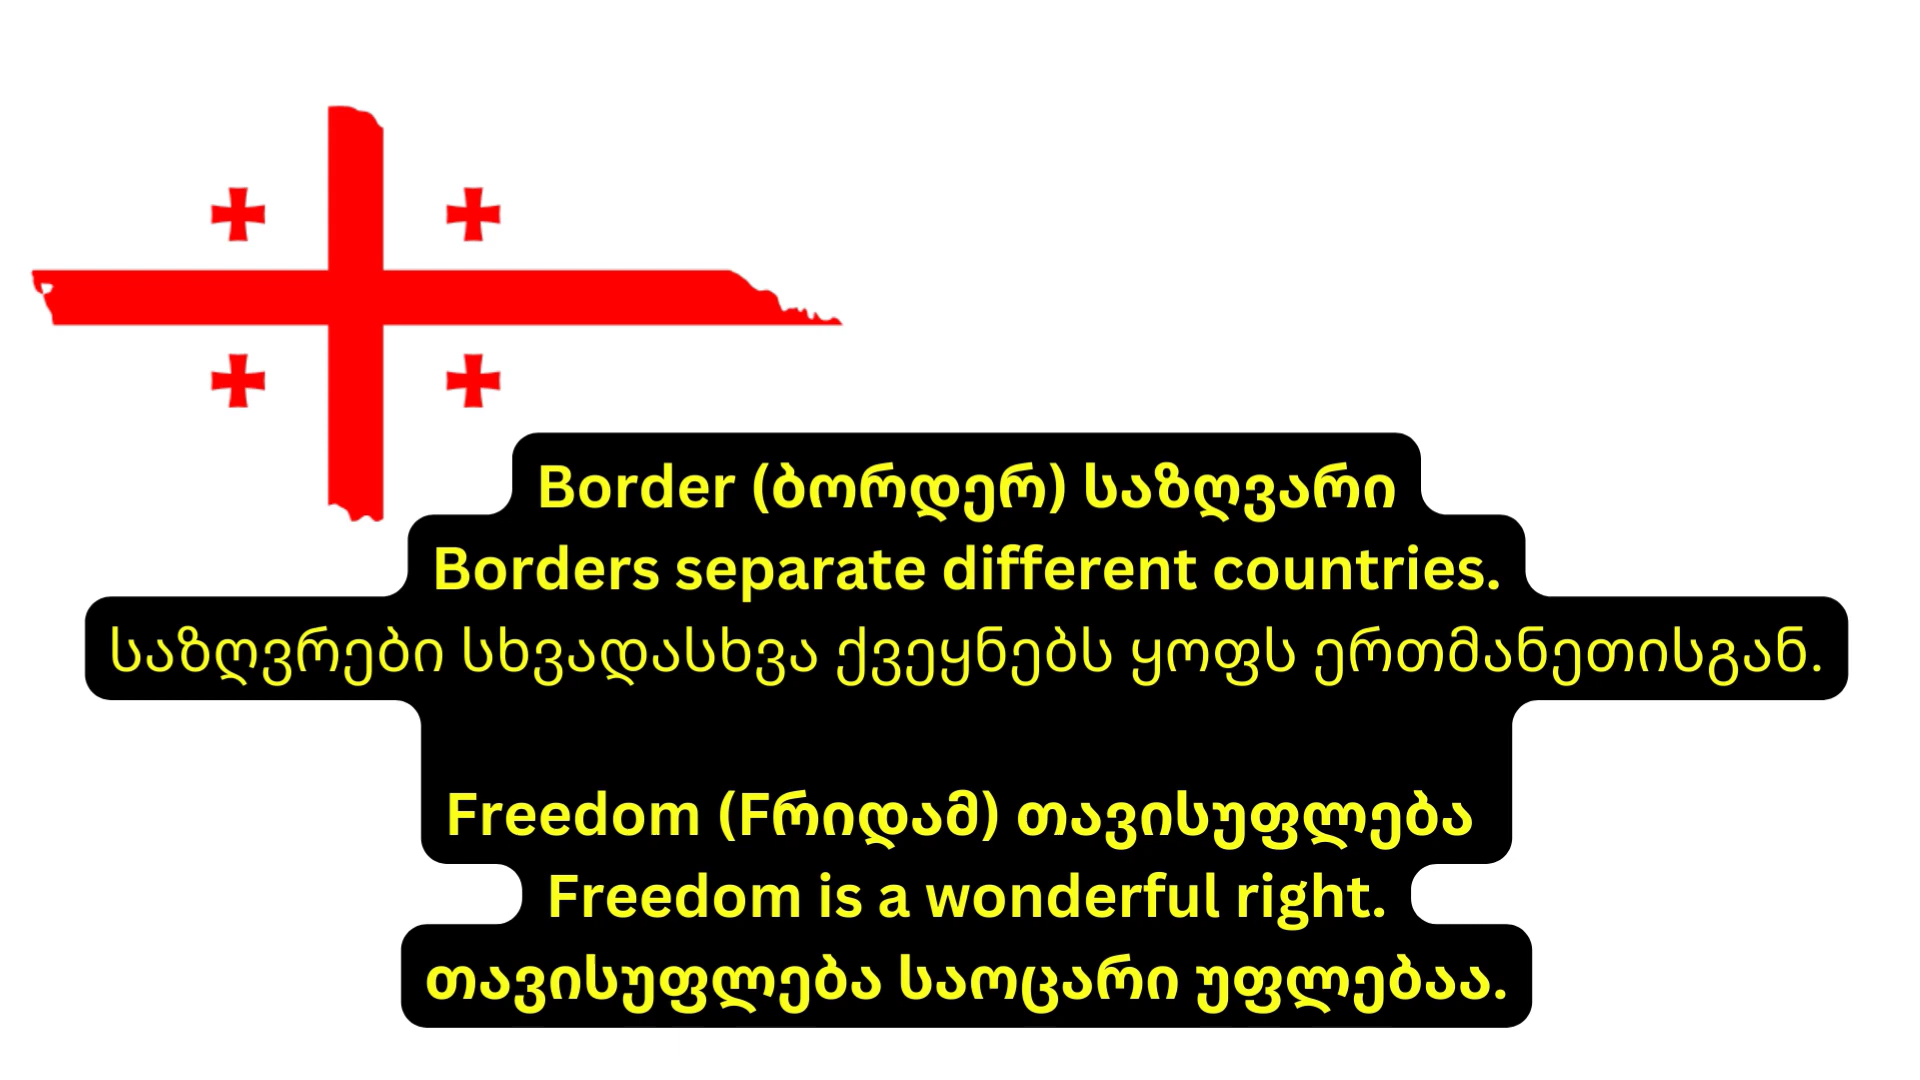 Border (ბორდერ) საზღვარი
Borders separate different countries.
საზღვრები სხვადასხვა ქვეყნებს ყოფს ერთმანეთისგან.
Freedom (Fრიდამ) თავისუფლება
Freedom is a wonderful right.
თავისუფლება საოცარი უფლებაა.